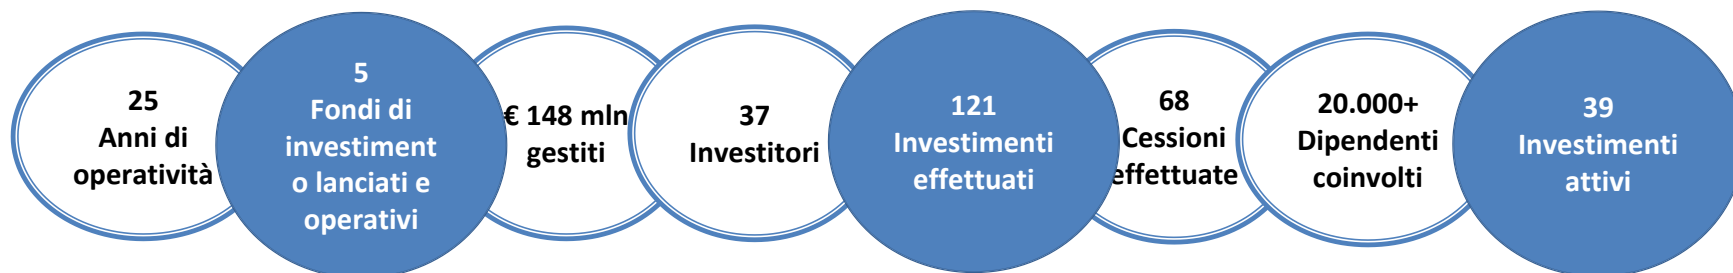 25
Anni di
operatività
5
Fondi di
investiment
o lanciati e
operativi
€ 148 mln
gestiti
37
Investitori
121
Investimenti
effettuati
68
Cessioni
effettuate
20.000+
Dipendenti
coinvolti
39
Investimenti
attivi